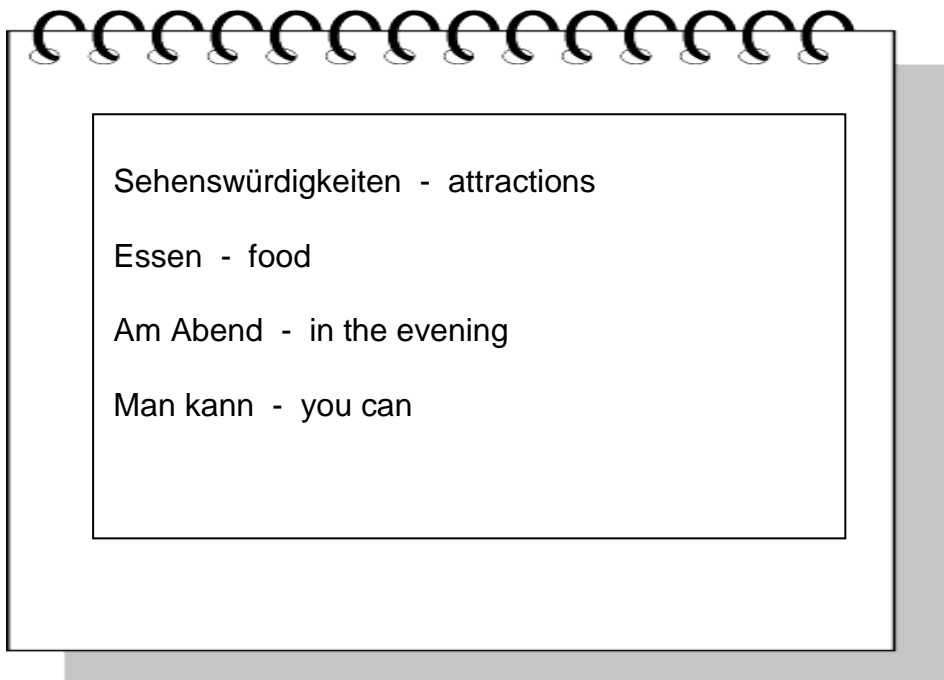 Sehenswürdigkeiten - attractions
Essen - food
Am Abend - in the evening
Man kann - you can